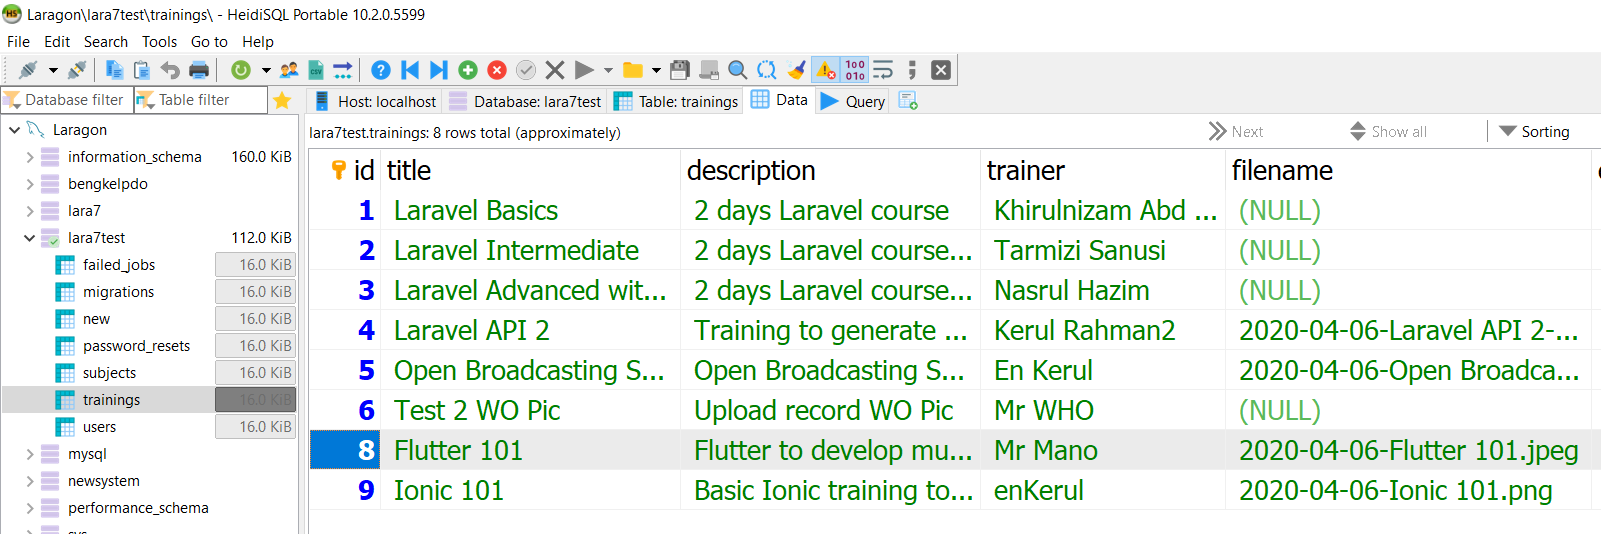 Laragon\lara7test\trainings\ - HeidiSQL Portable 10.2.0.5599
File Edit Search Tools Go to Help
Database filter Table filter Host: localhost Database: lara7test Table: trainings Data Query
Laragon
information_schema 160.0 KiB
bengkelpdo
lara7
lara7test 112.0 KiB
failed_jobs 16.0 KiB
migrations 16.0 KiB
new 16.0 KiB
password_resets 16.0 KiB
subjects 16.0 KiB
trainings 16.0 KiB
users 16.0 KiB
mysql
newsystem
performance_schema
lara7test.trainings: 8 rows total (approximately) Next Show all Sorting
id title description trainer filename
1 Laravel Basics 2 days Laravel course Khirulnizam Abd ... (NULL)
2 Laravel Intermediate 2 days Laravel course... Tarmizi Sanusi (NULL)
3 Laravel Advanced wit... 2 days Laravel course... Nasrul Hazim (NULL)
4 Laravel API 2 Training to generate ... Kerul Rahman2 2020-04-06-Laravel API 2-...
5 Open Broadcasting S... Open Broadcasting S... En Kerul 2020-04-06-Open Broadca...
6 Test 2 WO Pic Upload record WO Pic Mr WHO (NULL)
8 Flutter 101 Flutter to develop mu... Mr Mano 2020-04-06-Flutter 101.jpeg
9 Ionic 101 Basic Ionic training to... enKerul 2020-04-06-Ionic 101.png